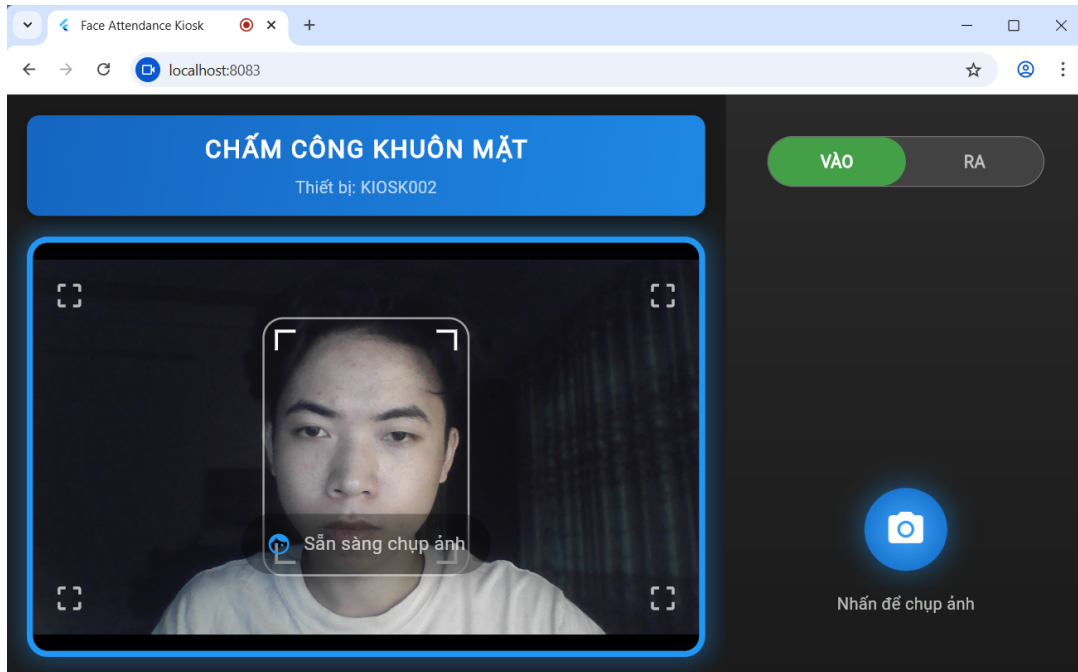 Face Attendance Kiosk
localhost:8083
CHẤM CÔNG KHUÔN MẶT
Thiết bị: KIOSK002
VÀO
RA
Sẵn sàng chụp ảnh
Nhấn để chụp ảnh